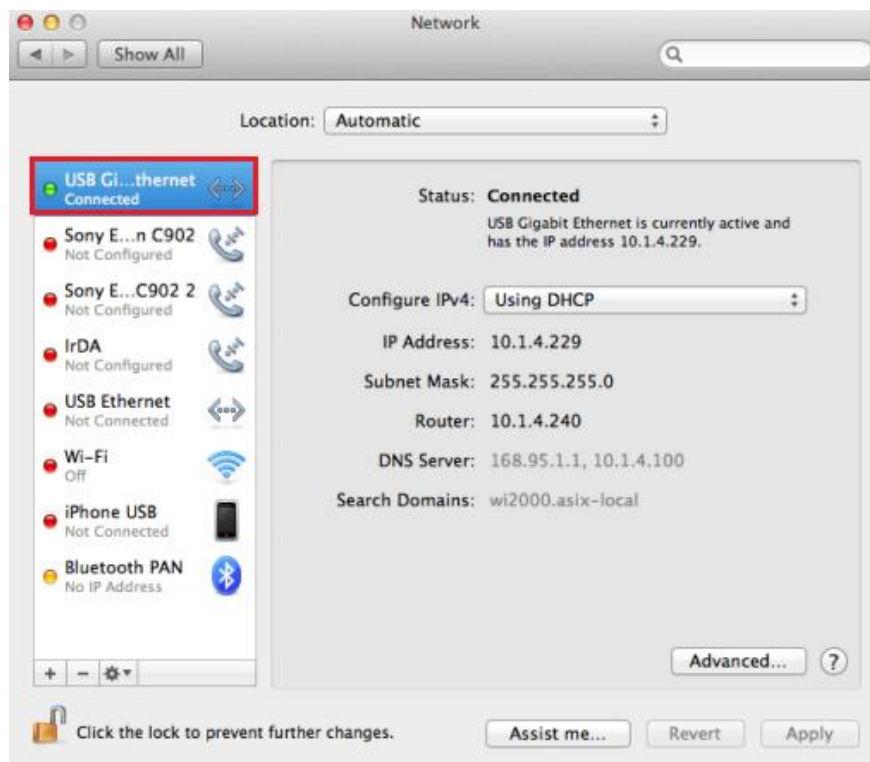 Network
Show All
Location: Automatic
USB Gi...thernet
Connected
Sony E...n C902
Not Configured
Sony E...C902 2
Not Configured
IrDA
Not Configured
USB Ethernet
Not Connected
Wi-Fi
Off
iPhone USB
Not Connected
Bluetooth PAN
No IP Address
Status: Connected
USB Gigabit Ethernet is currently active and
has the IP address 10.1.4.229.
Configure IPv4: Using DHCP
IP Address: 10.1.4.229
Subnet Mask: 255.255.255.0
Router: 10.1.4.240
DNS Server: 168.95.1.1, 10.1.4.100
Search Domains: wi2000.asix-local
Advanced... ?
Click the lock to prevent further changes.
Assist me... Revert Apply